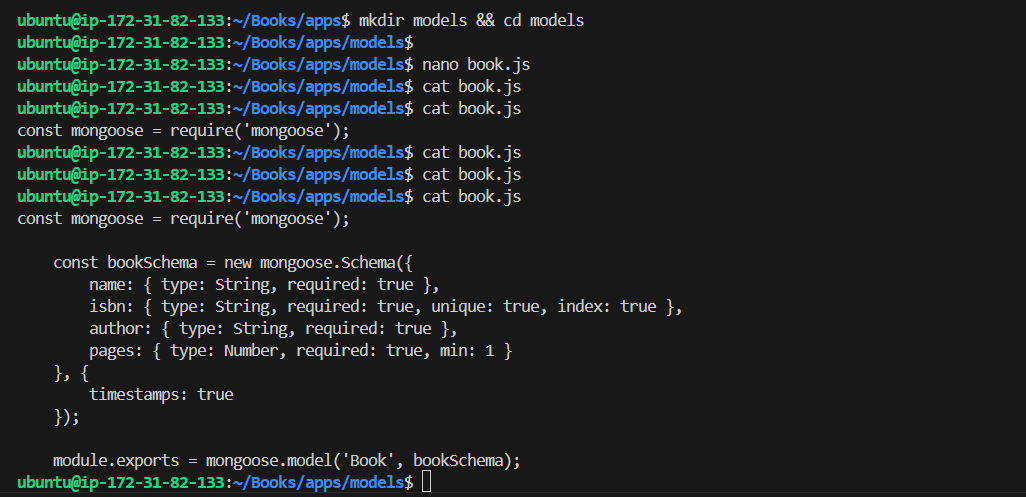 ubuntu@ip-172-31-82-133:~/Books/apps$ mkdir models && cd models
ubuntu@ip-172-31-82-133:~/Books/apps/models$
ubuntu@ip-172-31-82-133:~/Books/apps/models$ nano book.js
ubuntu@ip-172-31-82-133:~/Books/apps/models$ cat book.js
ubuntu@ip-172-31-82-133:~/Books/apps/models$ cat book.js
const mongoose = require('mongoose');
ubuntu@ip-172-31-82-133:~/Books/apps/models$ cat book.js
ubuntu@ip-172-31-82-133:~/Books/apps/models$ cat book.js
ubuntu@ip-172-31-82-133:~/Books/apps/models$ cat book.js
const mongoose = require('mongoose');

    const bookSchema = new mongoose.Schema({
        name: { type: String, required: true },
        isbn: { type: String, required: true, unique: true, index: true },
        author: { type: String, required: true },
        pages: { type: Number, required: true, min: 1 }
    }, {
        timestamps: true
    });

    module.exports = mongoose.model('Book', bookSchema);
ubuntu@ip-172-31-82-133:~/Books/apps/models$